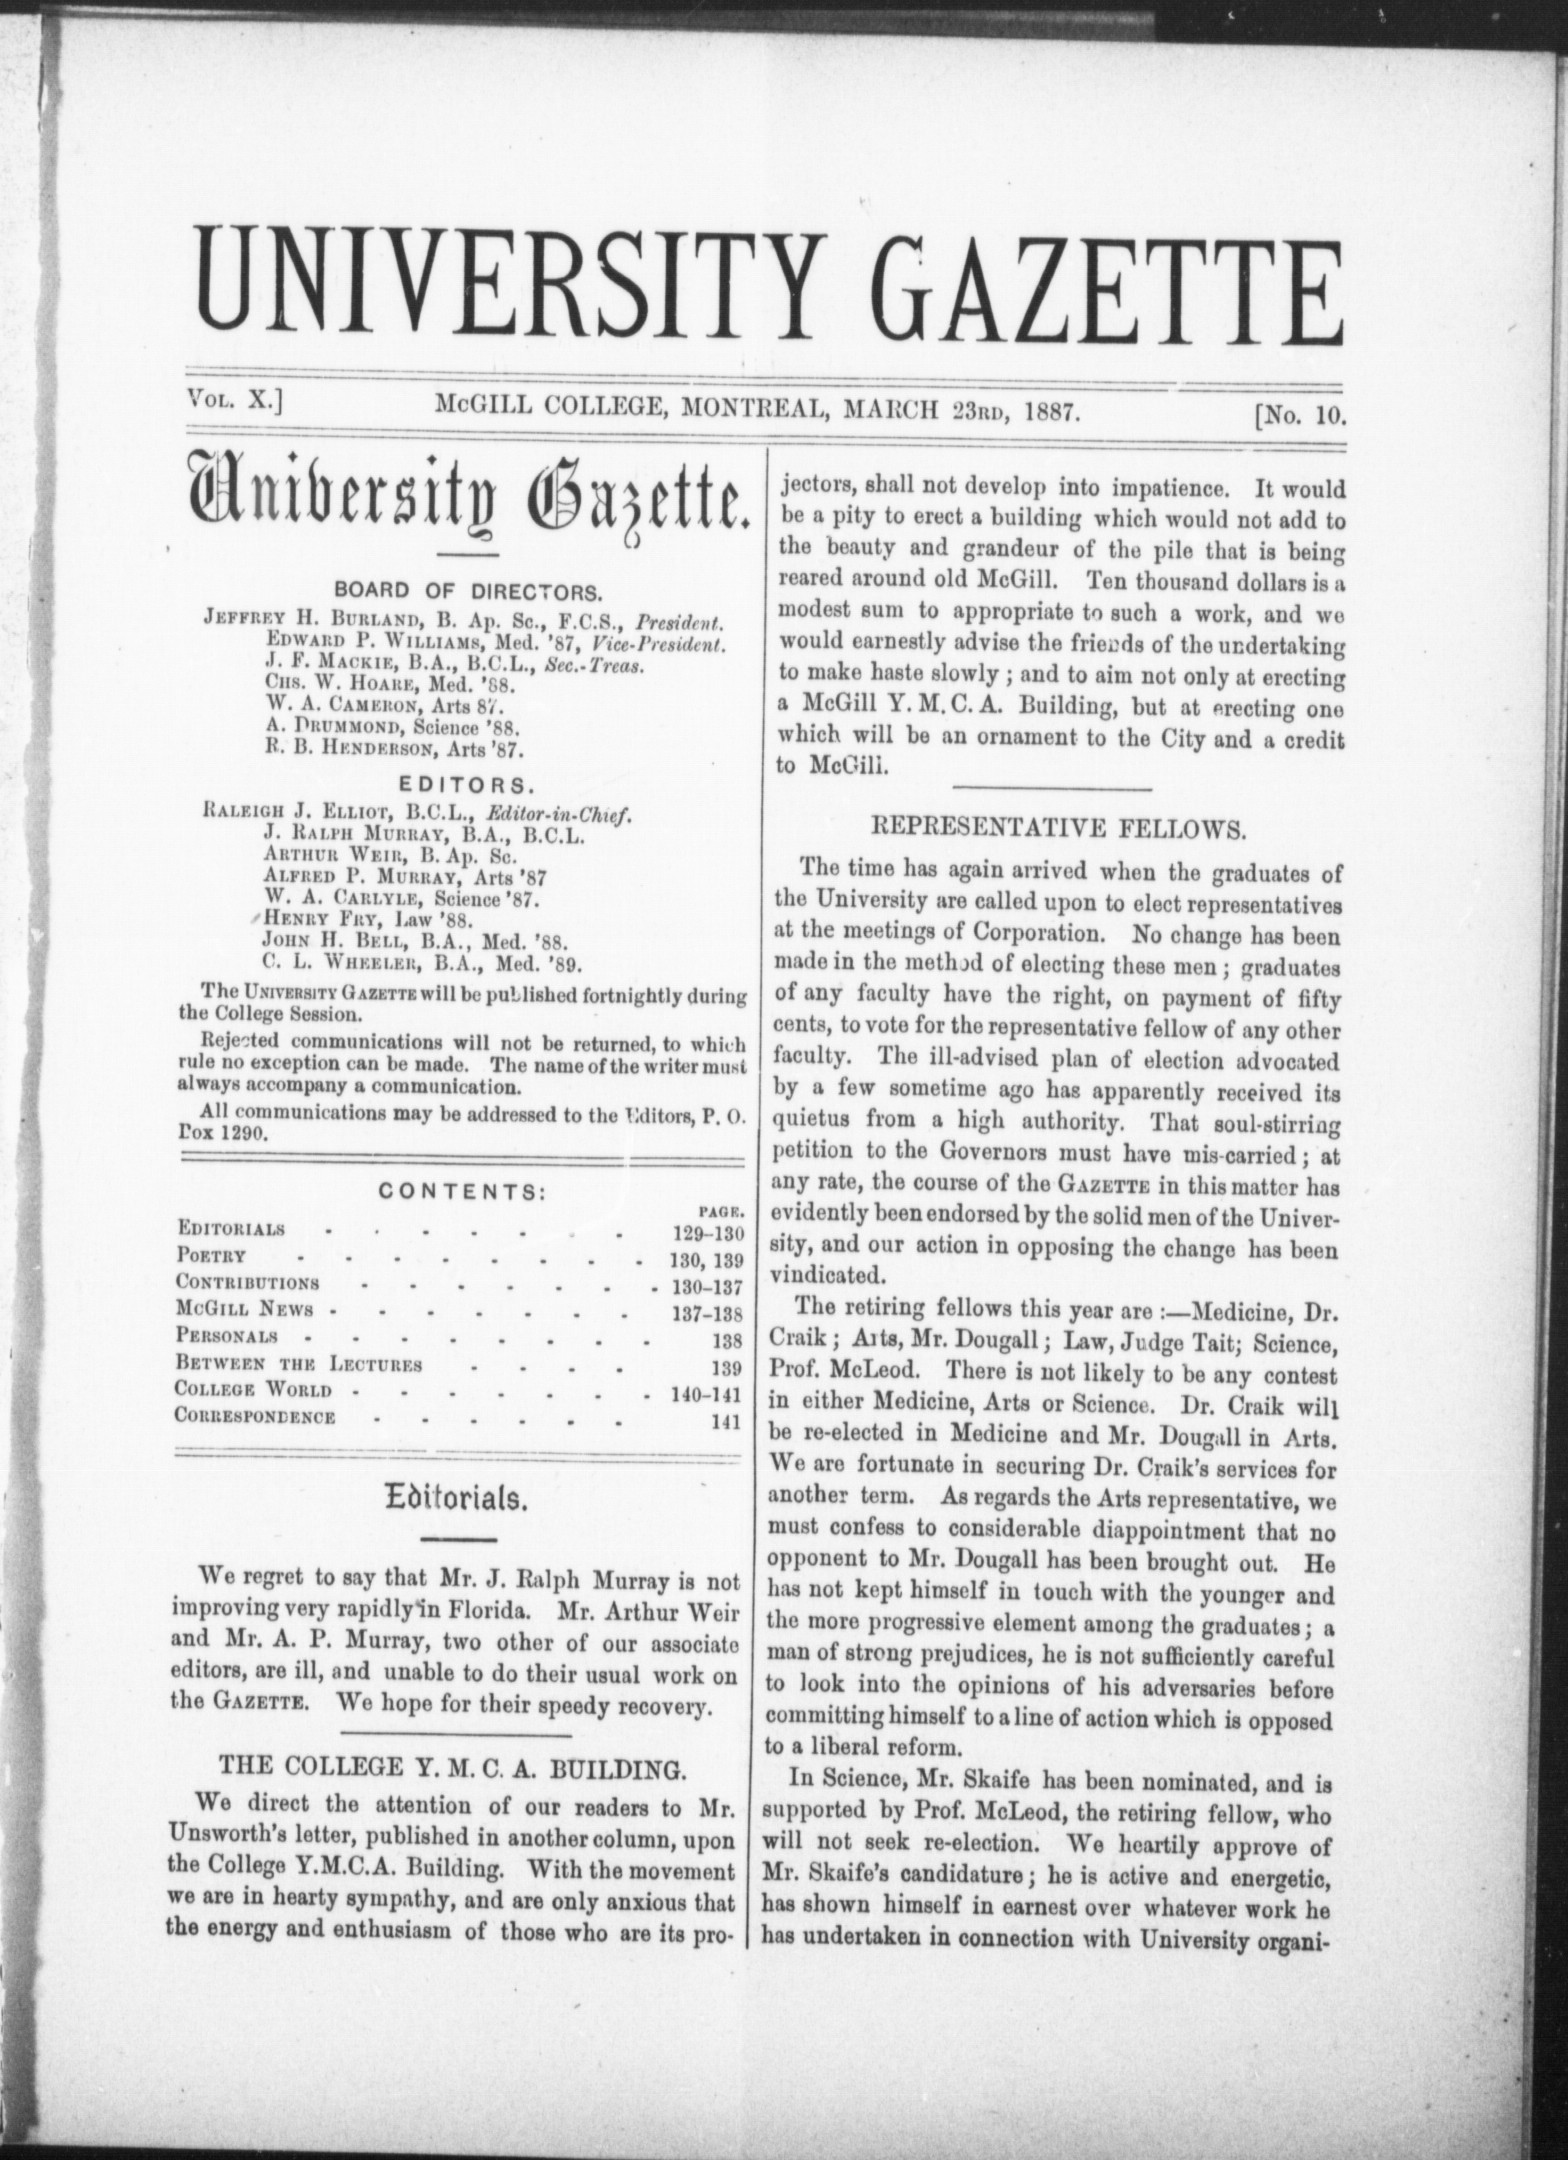 UNIVERSITY GAZETTE
VOL. X.] McGILL COLLEGE, MONTREAL, MARCH 23RD, 1887. [No. 10.
University Gazette.
BOARD OF DIRECTORS.
JEFFREY H. BURLAND, B. Ap. Sc., F.C.S., President.
EDWARD P. WILLIAMS, Med. '87, Vice-President.
J. F. MACKIE, B.A., B.C.L., Sec.-Treas.
CHS. W. HOARE, Med. '88.
W. A. CAMERON, Arts 87.
A. DRUMMOND, Science '88.
R. B. HENDERSON, Arts '87.
EDITORS.
RALEIGH J. ELLIOT, B.C.L., Editor-in-Chief.
J. RALPH MURRAY, B.A., B.C.L.
ARTHUR WEIR, B. Ap. Sc.
ALFRED P. MURRAY, Arts '87
W. A. CARLYLE, Science '87.
HENRY FRY, Law '88.
JOHN H. BELL, B.A., Med. '88.
C. L. WHEELER, B.A., Med. '89.
The UNIVERSITY GAZETTE will be published fortnightly during
the College Session.
Rejected communications will not be returned, to which
rule no exception can be made. The name of the writer must
always accompany a communication.
All communications may be addressed to the Editors, P. O.
Box 1290.
CONTENTS:
PAGE.
EDITORIALS - - - - - - - 129-130
POETRY - - - - - - - - 130, 139
CONTRIBUTIONS - - - - - - - 130-137
McGILL NEWS - - - - - - - 137-138
PERSONALS - - - - - - - - 138
BETWEEN THE LECTURES - - - - 139
COLLEGE WORLD - - - - - - - 140-141
CORRESPONDENCE - - - - - - 141
Editorials.
We regret to say that Mr. J. Ralph Murray is not
improving very rapidly in Florida. Mr. Arthur Weir
and Mr. A. P. Murray, two other of our associate
editors, are ill, and unable to do their usual work on
the GAZETTE. We hope for their speedy recovery.
THE COLLEGE Y. M. C. A. BUILDING.
We direct the attention of our readers to Mr.
Unsworth's letter, published in another column, upon
the College Y.M.C.A. Building. With the movement
we are in hearty sympathy, and are only anxious that
the energy and enthusiasm of those who are its pro-
jectors, shall not develop into impatience. It would
be a pity to erect a building which would not add to
the beauty and grandeur of the pile that is being
reared around old McGill. Ten thousand dollars is a
modest sum to appropriate to such a work, and we
would earnestly advise the friends of the undertaking
to make haste slowly ; and to aim not only at erecting
a McGill Y. M. C. A. Building, but at erecting one
which will be an ornament to the City and a credit
to McGill.
REPRESENTATIVE FELLOWS.
The time has again arrived when the graduates of
the University are called upon to elect representatives
at the meetings of Corporation. No change has been
made in the method of electing these men ; graduates
of any faculty have the right, on payment of fifty
cents, to vote for the representative fellow of any other
faculty. The ill-advised plan of election advocated
by a few sometime ago has apparently received its
quietus from a high authority. That soul-stirring
petition to the Governors must have mis-carried ; at
any rate, the course of the GAZETTE in this matter has
evidently been endorsed by the solid men of the Univer-
sity, and our action in opposing the change has been
vindicated.
The retiring fellows this year are :—Medicine, Dr.
Craik ; Arts, Mr. Dougall ; Law, Judge Tait; Science,
Prof. McLeod. There is not likely to be any contest
in either Medicine, Arts or Science. Dr. Craik will
be re-elected in Medicine and Mr. Dougall in Arts.
We are fortunate in securing Dr. Craik's services for
another term. As regards the Arts representative, we
must confess to considerable diappointment that no
opponent to Mr. Dougall has been brought out. He
has not kept himself in touch with the younger and
the more progressive element among the graduates ; a
man of strong prejudices, he is not sufficiently careful
to look into the opinions of his adversaries before
committing himself to a line of action which is opposed
to a liberal reform.
In Science, Mr. Skaife has been nominated, and is
supported by Prof. McLeod, the retiring fellow, who
will not seek re-election. We heartily approve of
Mr. Skaife's candidature ; he is active and energetic,
has shown himself in earnest over whatever work he
has undertaken in connection with University organi-